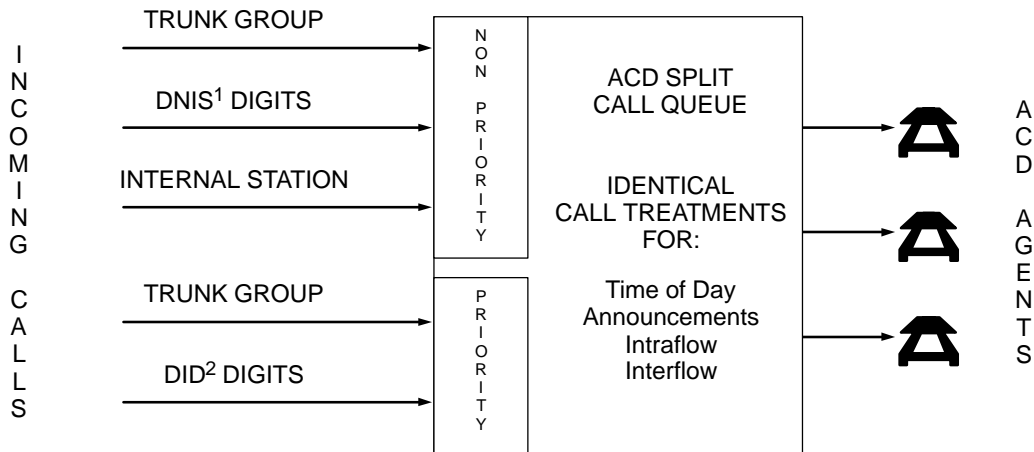 INCOMING CALLS
TRUNK GROUP
DNIS1 DIGITS
INTERNAL STATION
TRUNK GROUP
DID2 DIGITS
NON PRIORITY
PRIORITY
ACD SPLIT
CALL QUEUE
IDENTICAL
CALL TREATMENTS
FOR:
Time of Day
Announcements
Intraflow
Interflow
ACD AGENTS